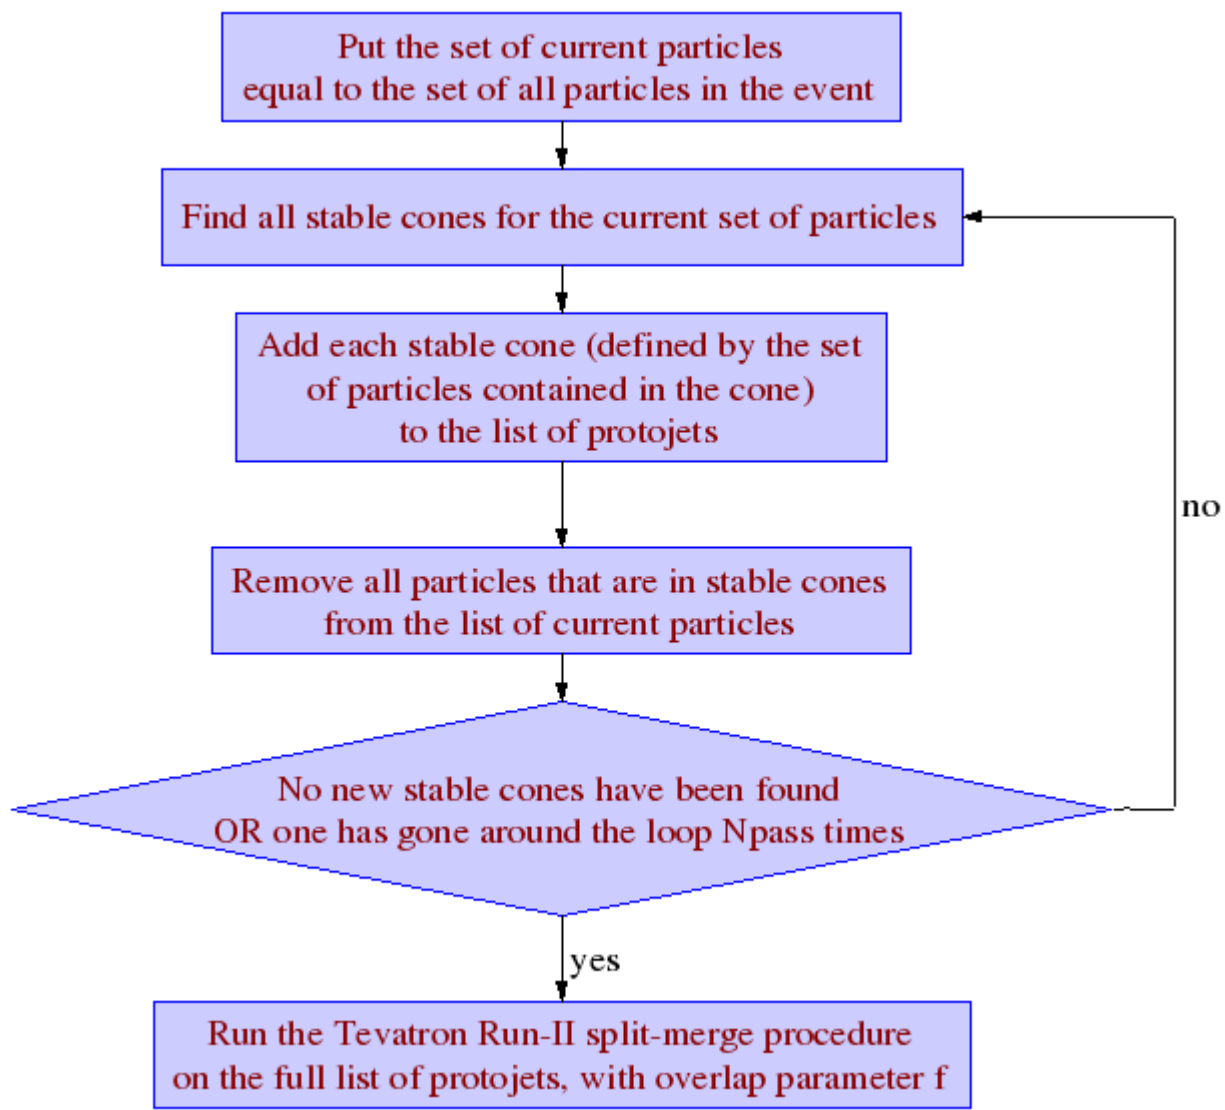 Put the set of current particles
equal to the set of all particles in the event
Find all stable cones for the current set of particles
Add each stable cone (defined by the set
of particles contained in the cone)
to the list of protojets
no
Remove all particles that are in stable cones
from the list of current particles
No new stable cones have been found
OR one has gone around the loop Npass times
yes
Run the Tevatron Run-II split-merge procedure
on the full list of protojets, with overlap parameter f